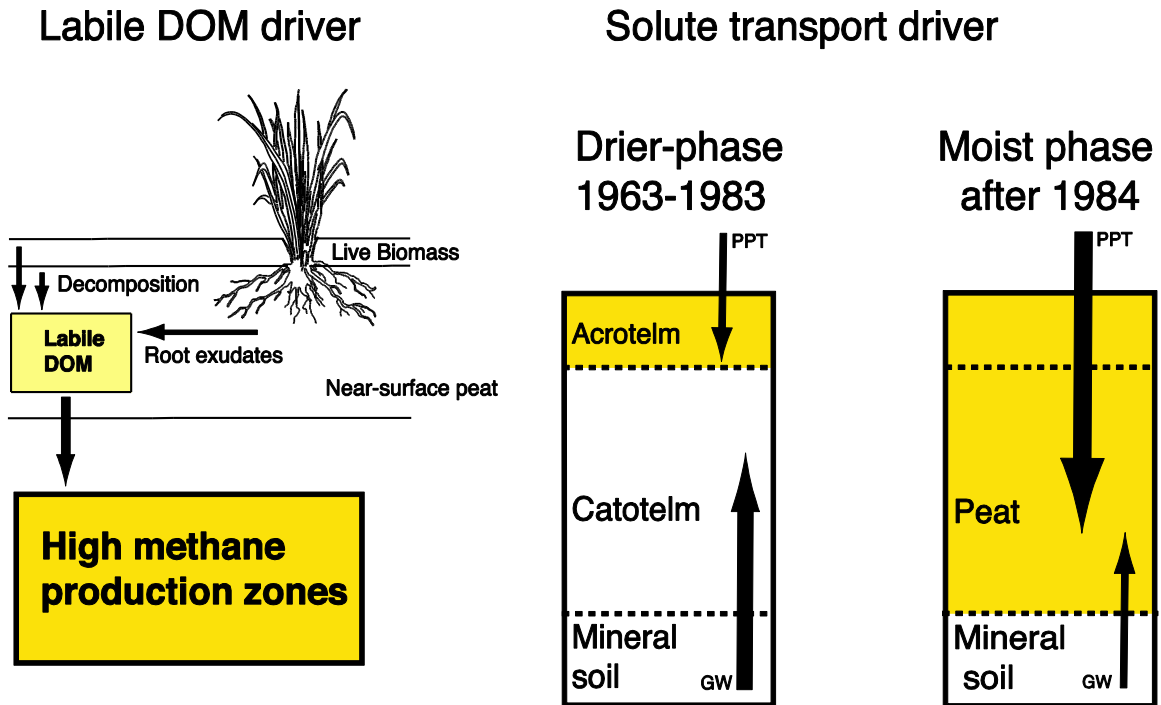 Labile DOM driver
Live Biomass
Decomposition
Labile
DOM
Root exudates
Near-surface peat
High methane
production zones
Solute transport driver
Drier-phase
1963-1983
PPT
Acrotelm
Catotelm
Mineral
soil
GW
Moist phase
after 1984
PPT
Peat
Mineral
soil
GW